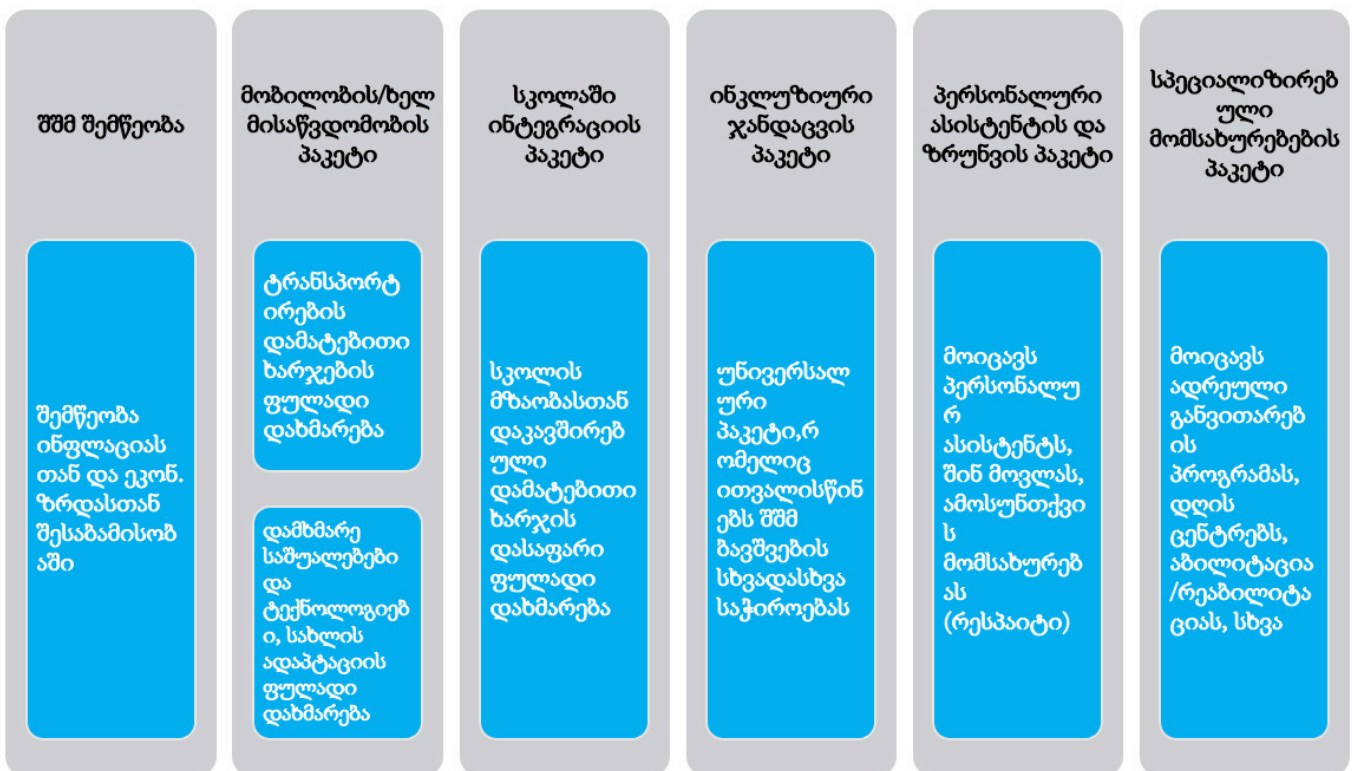 შშმ შემწეობა
შემწეობა
ინფლაციას
თან და ეკონ.
ზრდასთან
შესაბამისობ
აში
მობილობის/ხელ
მისაწვდომობის
პაკეტი
ტრანსპორტ
ირების
დამატებითი
ხარჯების
ფულადი
დახმარება
დამხმარე
საშუალებები
და
ტექნოლოგიებ
ი, სახლის
ადაპტაციის
ფულადი
დახმარება
სკოლაში
ინტეგრაციის
პაკეტი
სკოლის
მზაობასთან
დაკავშირებ
ული
დამატებითი
ხარჯის
დასაფარი
ფულადი
დახმარება
ინკლუზიური
ჯანდაცვის
პაკეტი
უნივერსალ
ური
პაკეტი,რ
ომელიც
ითვალისწინ
ებს შშმ
ბავშვების
სხვადასხვა
საჭიროებას
პერსონალური
ასისტენტის და
ზრუნვის პაკეტი
მოიცავს
პერსონალუ
რ
ასისტენტს,
შინ მოვლას,
ამოსუნთქვი
ს
მომსახურებ
ას
(რესპაიტი)
სპეციალიზირებ
ული
მომსახურებების
პაკეტი
მოიცავს
ადრეული
განვითარებ
ის
პროგრამას,
დღის
ცენტრებს,
აბილიტაცია
/რეაბილიტა
ციას, სხვა